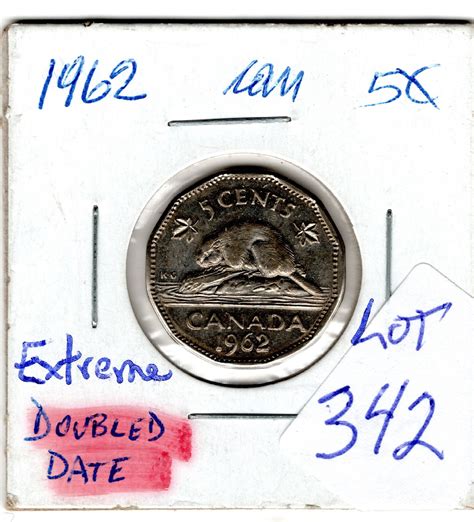 1962 can 5¢
5 CENTS
K·G
CANADA
.1962
Extreme
DOUBLED
DATE
LOT
342